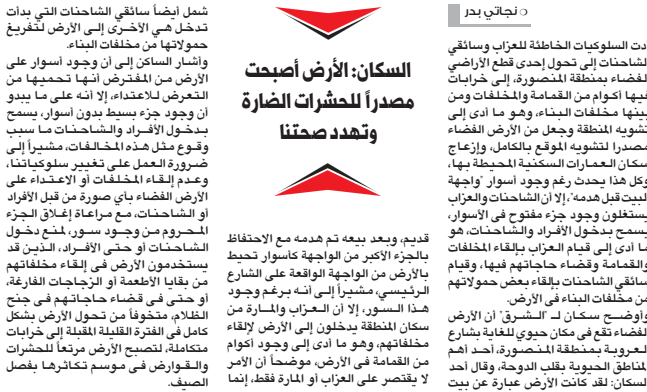 نجاتي بدر
أدت السلوكيات الخاطئة للعزاب وسائقي
الشاحنات إلى تحول إحدى قطع الأراضي
الفضاء بمنطقة المنصورة، إلى خرابات
فيها أكوام من القمامة والمخلفات ومن
بينها مخلفات البناء، وهو ما أدى إلى
تشويه المنطقة وجعل من الأرض الفضاء
مصدرا لتشويه الموقع بالكامل، وإزعاج
سكان العمارات السكنية المحيطة بها،
وكل هذا يحدث رغم وجود أسوار "واجهة
البيت قبل هدمه"، إلا أن الشاحنات والعزاب
يستغلون وجود جزء مفتوح في الأسوار،
يسمح بدخول الأفراد والشاحنات، هو
ما أدى إلى قيام العزاب بإلقاء المخلفات
والقمامة وقضاء حاجاتهم فيها، وقيام
سائقي الشاحنات بإلقاء بعض حمولاتهم
من مخلفات البناء في الأرض.
وأوضح سكان لـ "الشرق" أن الأرض
الفضاء تقع في مكان حيوي للغاية بشارع
العروبة بمنطقة المنصورة، أحد أهم
المناطق الحيوية بقلب الدوحة، وقال أحد
السكان: لقد كانت الأرض عبارة عن بيت
السكان: الأرض أصبحت
مصدراً للحشرات الضارة
وتهدد صحتنا
قديم، وبعد بيعه تم هدمه مع الاحتفاظ
بالجزء الأكبر من الواجهة كأسوار تحيط
بالأرض من الواجهة الواقعة على الشارع
الرئيسي، مشيراً إلى أنه برغم وجود
هذا السور، إلا أن العزاب والمارة من
سكان المنطقة يدخلون إلى الأرض لإلقاء
مخلفاتهم، وهو ما أدى إلى وجود أكوام
من القمامة في الأرض، موضحاً أن الأمر
لا يقتصر على العزاب أو المارة فقط، إنما
شمل أيضاً سائقي الشاحنات التي بدأت
تدخل هي الأخرى إلى الأرض لتفريغ
حمولاتها من مخلفات البناء.
وأشار الساكن إلى أن وجود أسوار على
الأرض من المفترض أنها تحميها من
التعرض للاعتداء، إلا أنه على ما يبدو
أن وجود جزء بسيط بدون أسوار، يسمح
بدخول الأفراد والشاحنات ما سبب
وقوع مثل هذه المخالفات، مشيراً إلى
ضرورة العمل على تغيير سلوكياتنا،
وعدم إلقاء المخلفات أو الاعتداء على
الأرض الفضاء بأي صورة من قبل الأفراد
أو الشاحنات، مع مراعاة إغلاق الجزء
المحروم من وجود سور، لمنع دخول
الشاحنات أو حتى الأفراد، الذين قد
يستخدمون الأرض في إلقاء مخلفاتهم
من بقايا الأطعمة أو الزجاجات الفارغة،
أو حتى في قضاء حاجاتهم في جنح
الظلام، متخوفاً من تحول الأرض بشكل
كامل في الفترة القليلة المقبلة إلى خرابات
متكاملة، لتصبح الأرض مرتعاً للحشرات
والقوارض في موسم تكاثرها بفصل
الصيف.